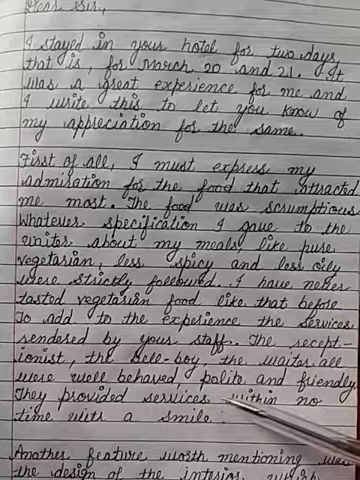 Dear Sir,
I stayed in your hotel for two days
that is, for March 20 and 21. It
was a great experience for me and
I write this to let you know of
my appreciation for the same.
First of all, I must express my
admiration for the food that attracted
me most. The food was scrumptious
Whatever specification I gave to the
waiter about my meals like pure
vegetarian, less spicy and less oily
were strictly followed. I have never
tasted vegetarian food like that before
To add to the experience the services
rendered by your staff. The recept-
ionist, the bell-boy the waiter all
were well behaved, polite and friendly
They provided services within no
time with a smile.
Another feature worth mentioning was
the design of the interior